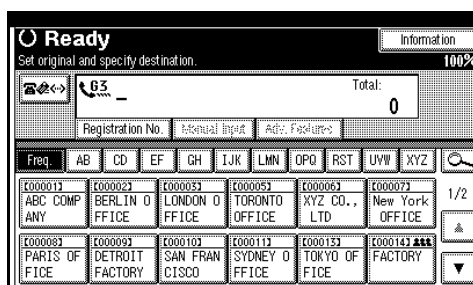 Ready
Information
Set original and specify destination.
100%
G3 _
Total:
0
Registration No.
Manual Input
Adv. Features
Freq. AB CD EF GH IJK LMN OPQ RST UVW XYZ
[00001] [00002] [00003] [00005] [00006] [00007]
ABC COMP BERLIN O LONDON O TORONTO XYZ CO., New York
ANY FFICE FFICE OFFICE LTD OFFICE
1/2
[00008] [00009] [00010] [00011] [00013] [00014]
PARIS OF DETROIT SAN FRAN SYDNEY O TOKYO OF FACTORY
FICE FACTORY CISCO FFICE FICE